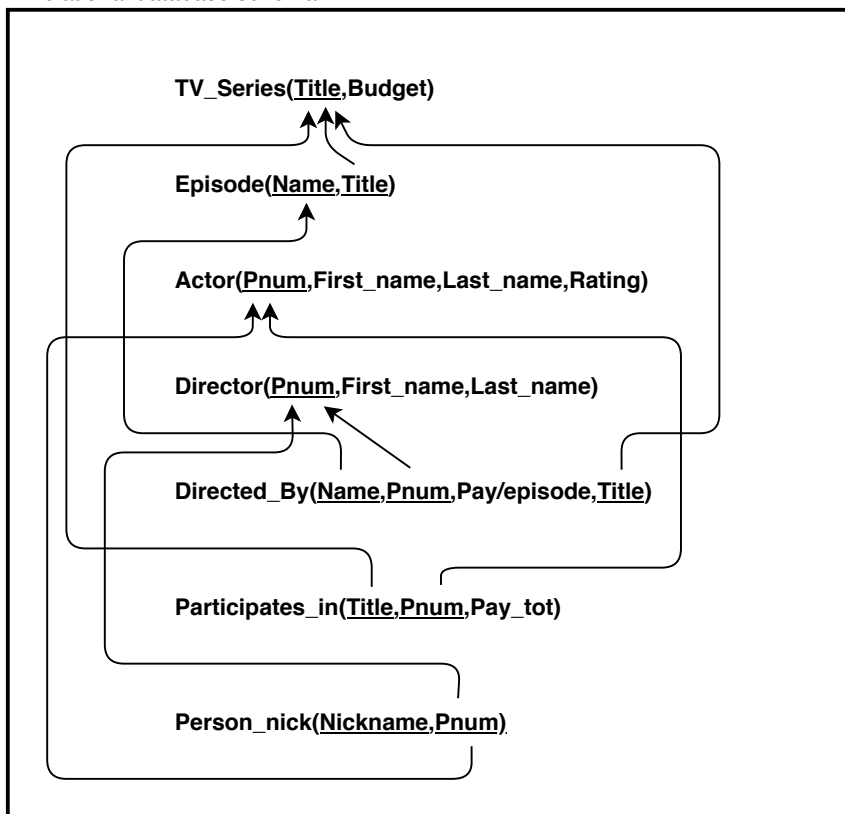 TV_Series(Title,Budget)
Episode(Name,Title)
Actor(Pnum,First_name,Last_name,Rating)
Director(Pnum,First_name,Last_name)
Directed_By(Name,Pnum,Pay/episode,Title)
Participates_in(Title,Pnum,Pay_tot)
Person_nick(Nickname,Pnum)